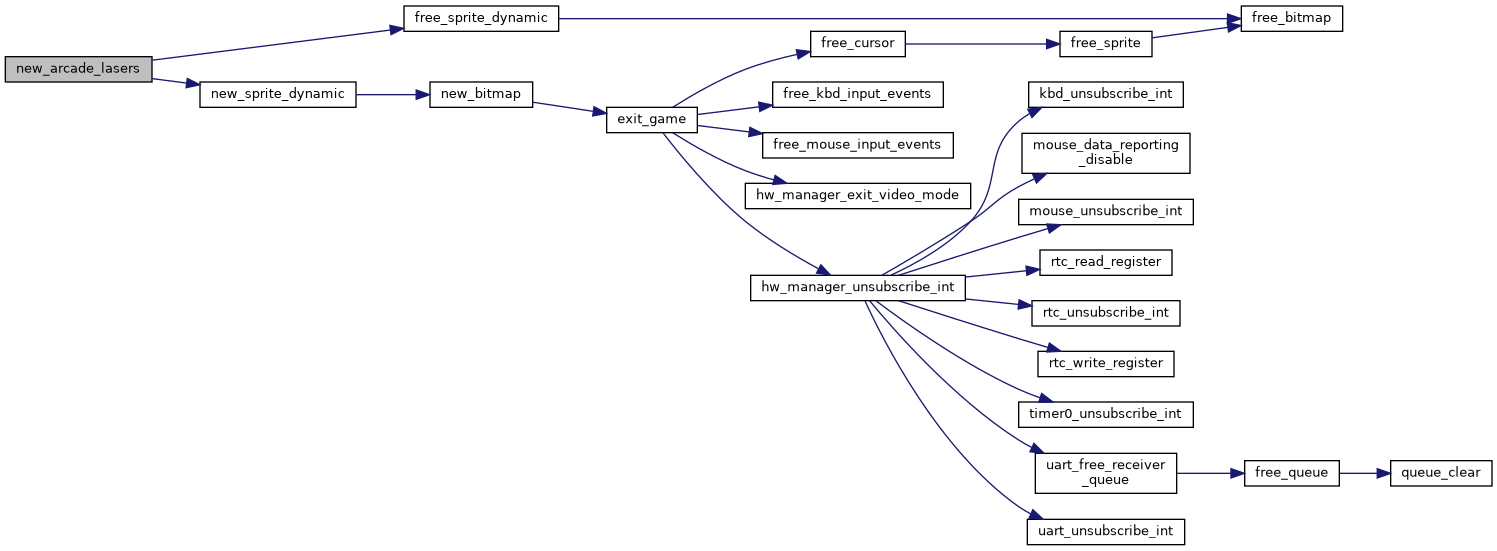 new_arcade_lasers
free_sprite_dynamic
new_sprite_dynamic
new_bitmap
exit_game
free_cursor
free_sprite
free_bitmap
free_kbd_input_events
free_mouse_input_events
hw_manager_exit_video_mode
hw_manager_unsubscribe_int
kbd_unsubscribe_int
mouse_data_reporting
_disable
mouse_unsubscribe_int
rtc_read_register
rtc_unsubscribe_int
rtc_write_register
timer0_unsubscribe_int
uart_free_receiver
_queue
free_queue
queue_clear
uart_unsubscribe_int